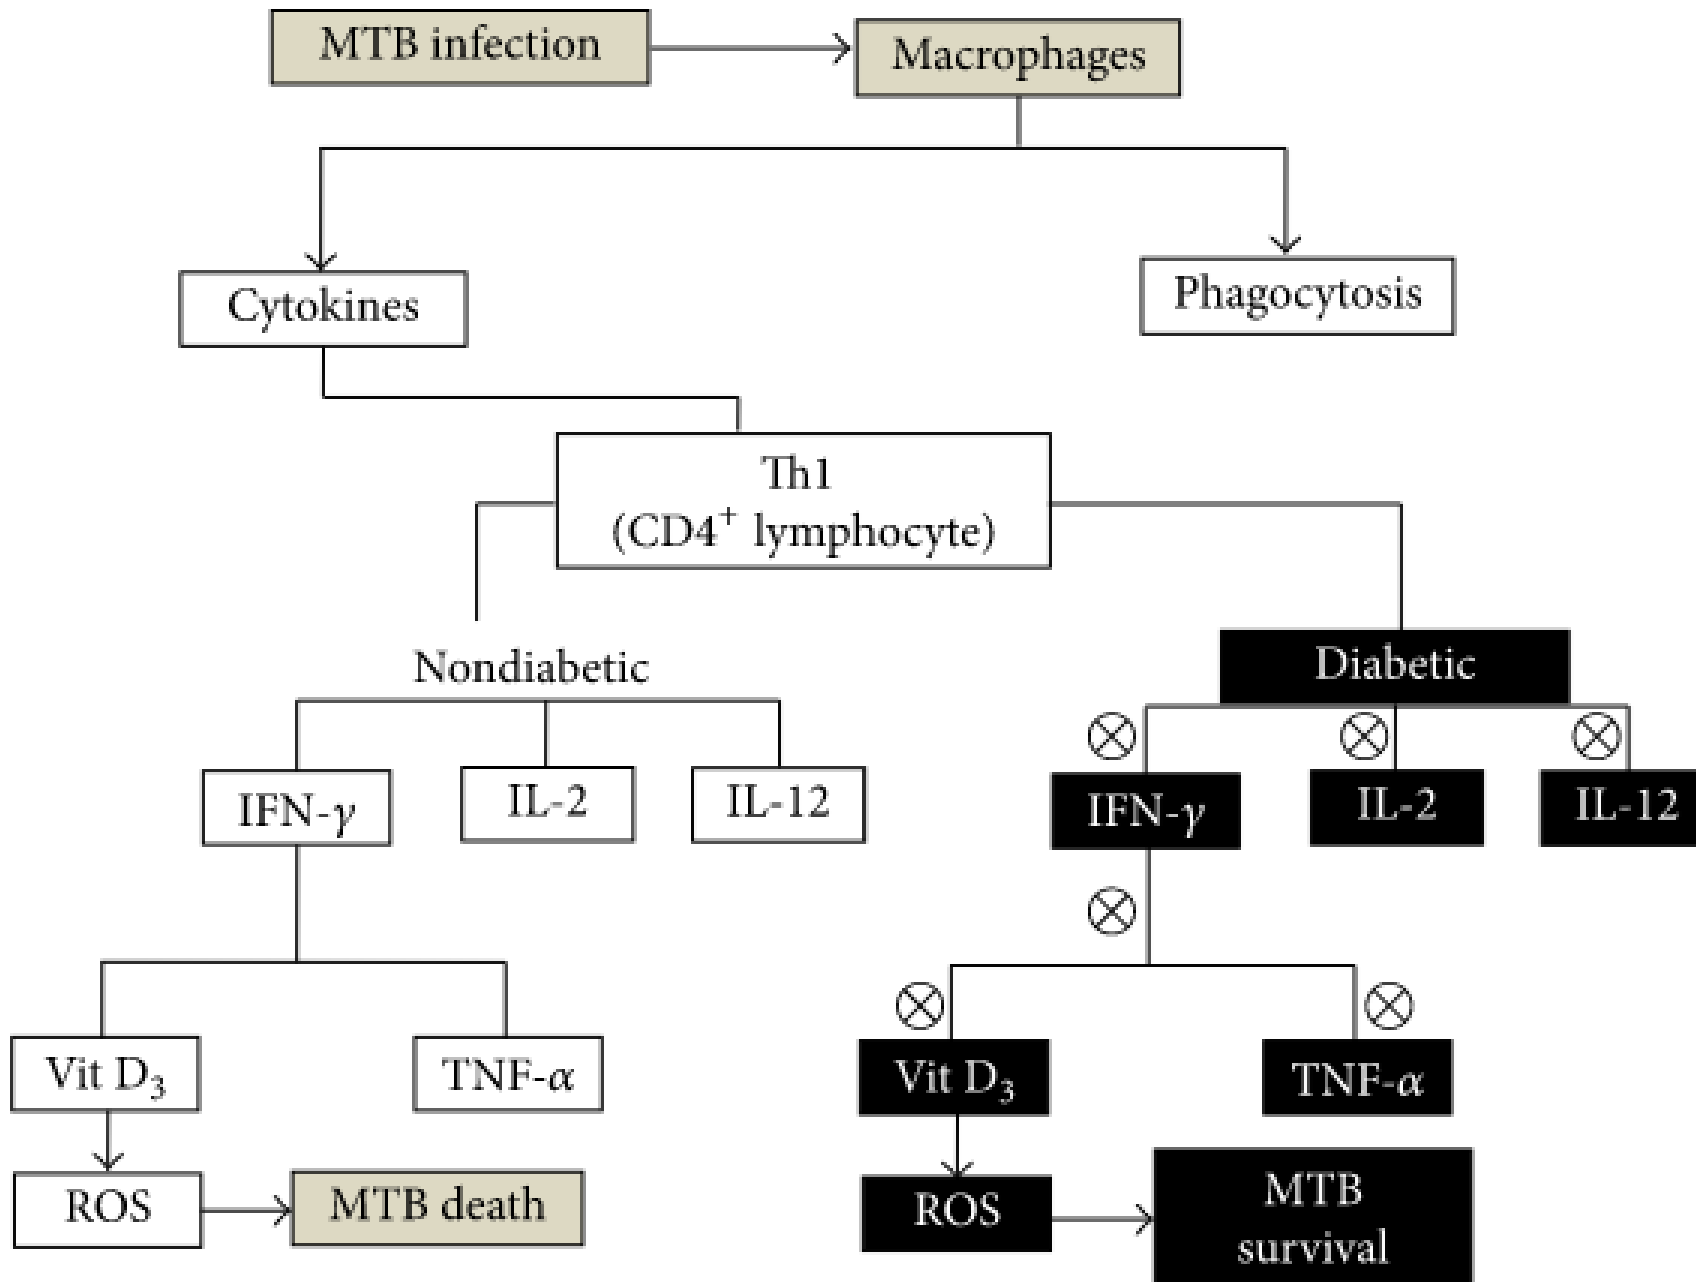 MTB infection
Macrophages
Cytokines
Phagocytosis
Th1
(CD4⁺ lymphocyte)
Nondiabetic
Diabetic
IFN-γ
IL-2
IL-12
IFN-γ
IL-2
IL-12
Vit D₃
TNF-α
Vit D₃
TNF-α
ROS
MTB death
ROS
MTB
survival